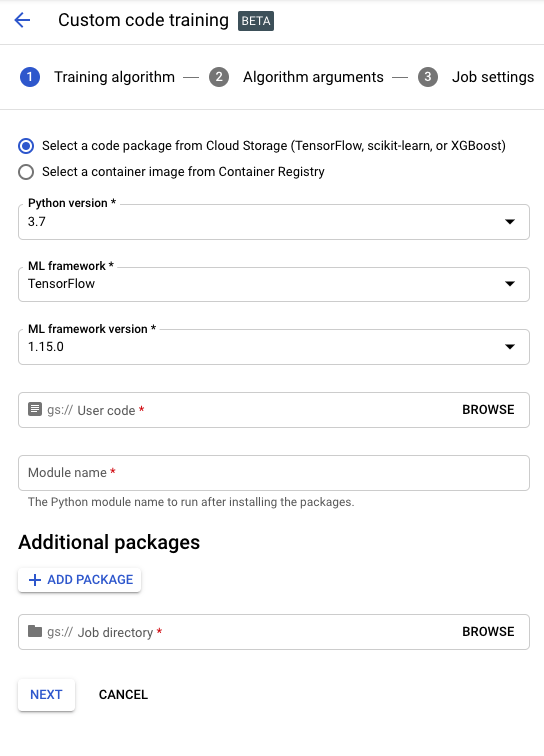 Custom code training BETA
1 Training algorithm — 2 Algorithm arguments — 3 Job settings
Select a code package from Cloud Storage (TensorFlow, scikit-learn, or XGBoost)
Select a container image from Container Registry
Python version *
3.7
ML framework *
TensorFlow
ML framework version *
1.15.0
gs:// User code * BROWSE
Module name *
The Python module name to run after installing the packages.
Additional packages
+ ADD PACKAGE
gs:// Job directory * BROWSE
NEXT CANCEL